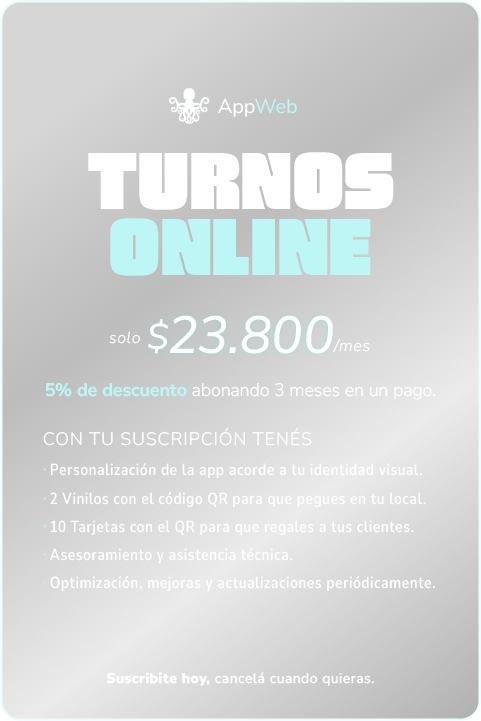 AppWeb
TURNOS
ONLINE
solo $23.800/mes
5% de descuento abonando 3 meses en un pago.
CON TU SUSCRIPCIÓN TENÉS
· Personalización de la app acorde a tu identidad visual.
· 2 Vinilos con el código QR para que pegues en tu local.
· 10 Tarjetas con el QR para que regales a tus clientes.
· Asesoramiento y asistencia técnica.
Optimización, mejoras y actualizaciones periódicamente.
Suscribite hoy, cancelá cuando quieras.